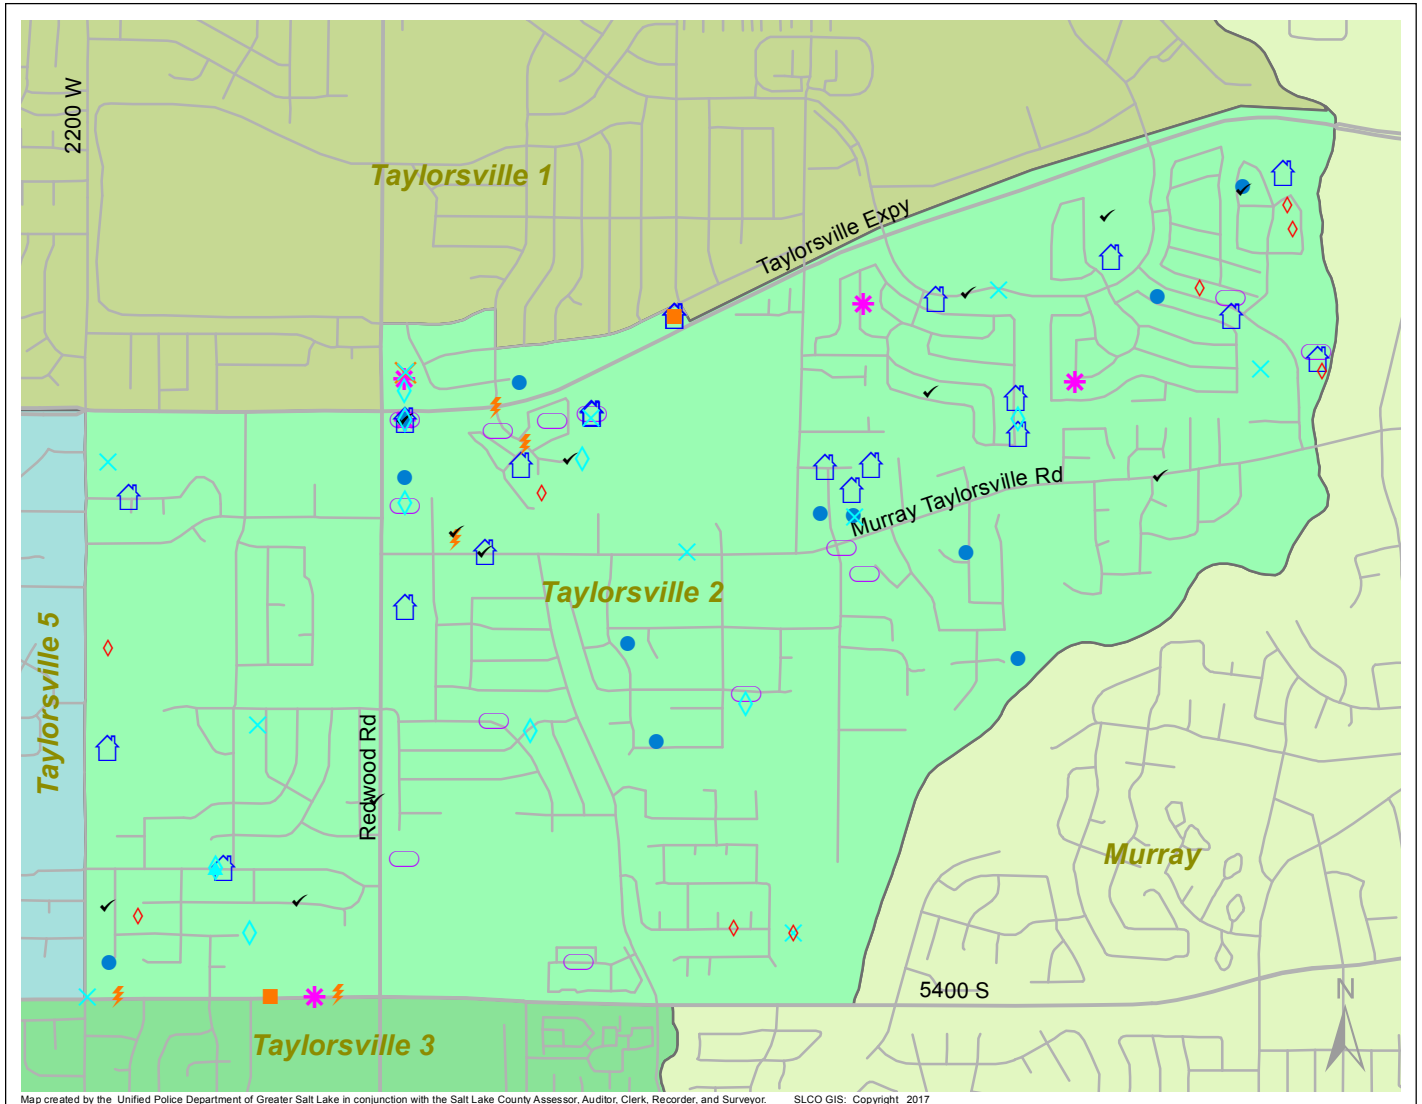 2200 W
Taylorsville 1
Taylorsville Expy
Murray Taylorsville Rd
Taylorsville 2
Taylorsville 5
Redwood Rd
Murray
5400 S
N
Taylorsville 3
Map created by the Unified Police Department of Greater Salt Lake in conjunction with the Salt Lake County Assessor, Auditor, Clerk, Recorder, and Surveyor. SLCO GIS: Copyright 2017